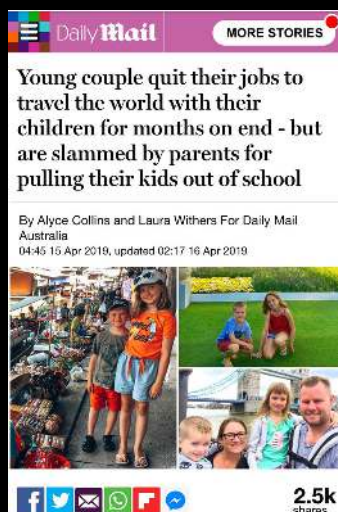 Daily Mail
MORE STORIES
Young couple quit their jobs to
travel the world with their
children for months on end - but
are slammed by parents for
pulling their kids out of school
By Alyce Collins and Laura Withers For Daily Mail
Australia
04:45 15 Apr 2019, updated 02:17 16 Apr 2019
2.5k
shares